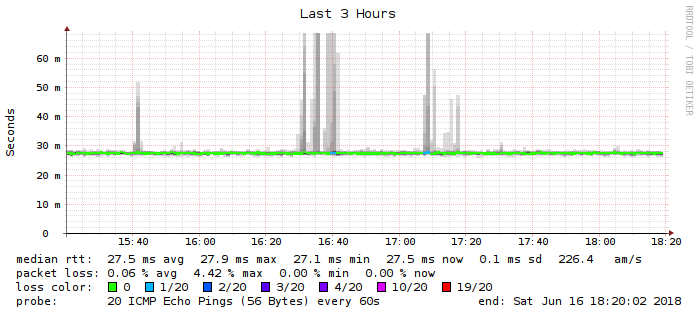 Last 3 Hours
RRDTOOL / TOBI OETIKER
Seconds
60 m
50 m
40 m
30 m
20 m
10 m
0
15:40 16:00 16:20 16:40 17:00 17:20 17:40 18:00 18:20
median rtt: 27.5 ms avg 27.9 ms max 27.1 ms min 27.5 ms now 0.1 ms sd 226.4 am/s
packet loss: 0.06 % avg 4.42 % max 0.00 % min 0.00 % now
loss color: 0 1/20 2/20 3/20 4/20 10/20 19/20
probe: 20 ICMP Echo Pings (56 Bytes) every 60s end: Sat Jun 16 18:20:02 2018